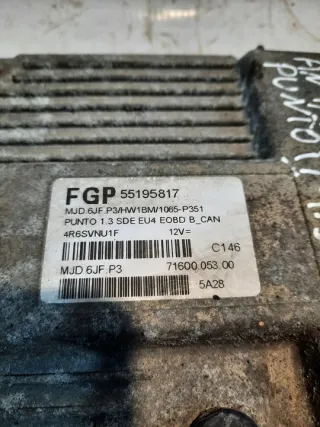 FGP 55195817
MJD.6JF.P3/HW1BM/1065-P351
PUNTO 1.3 SDE EU4 EOBD B_CAN
4R6SVNU1F 12V=
C146
MJD 6JF.P3 71600.053.00
5A28
PUNTO